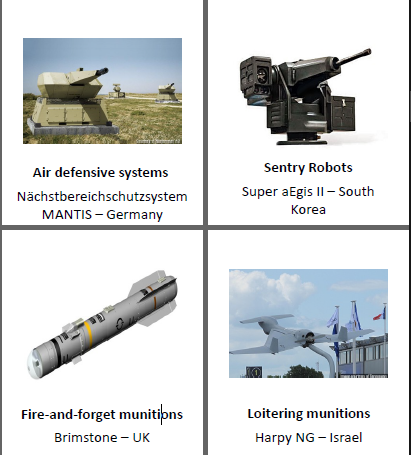 Air defensive systems
Nächstbereichschutzsystem
MANTIS – Germany
Sentry Robots
Super aEgis II – South
Korea
Fire-and-forget munitions
Brimstone – UK
Loitering munitions
Harpy NG – Israel